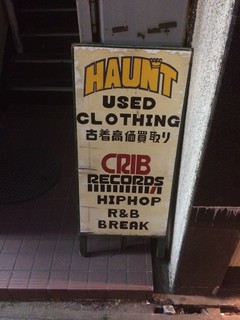 HAUNT
USED
CLOTHING
古着高価買取り
CRIB
RECORDS
HIPHOP
R&B
BREAK